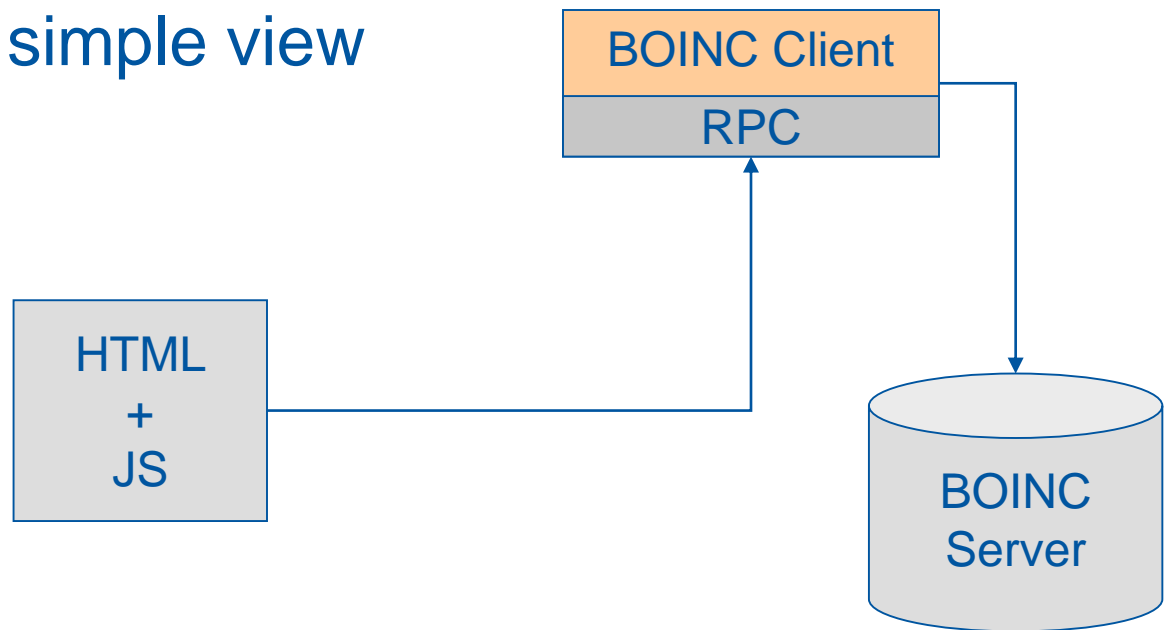 simple view
BOINC Client
RPC
HTML
+
JS
BOINC
Server